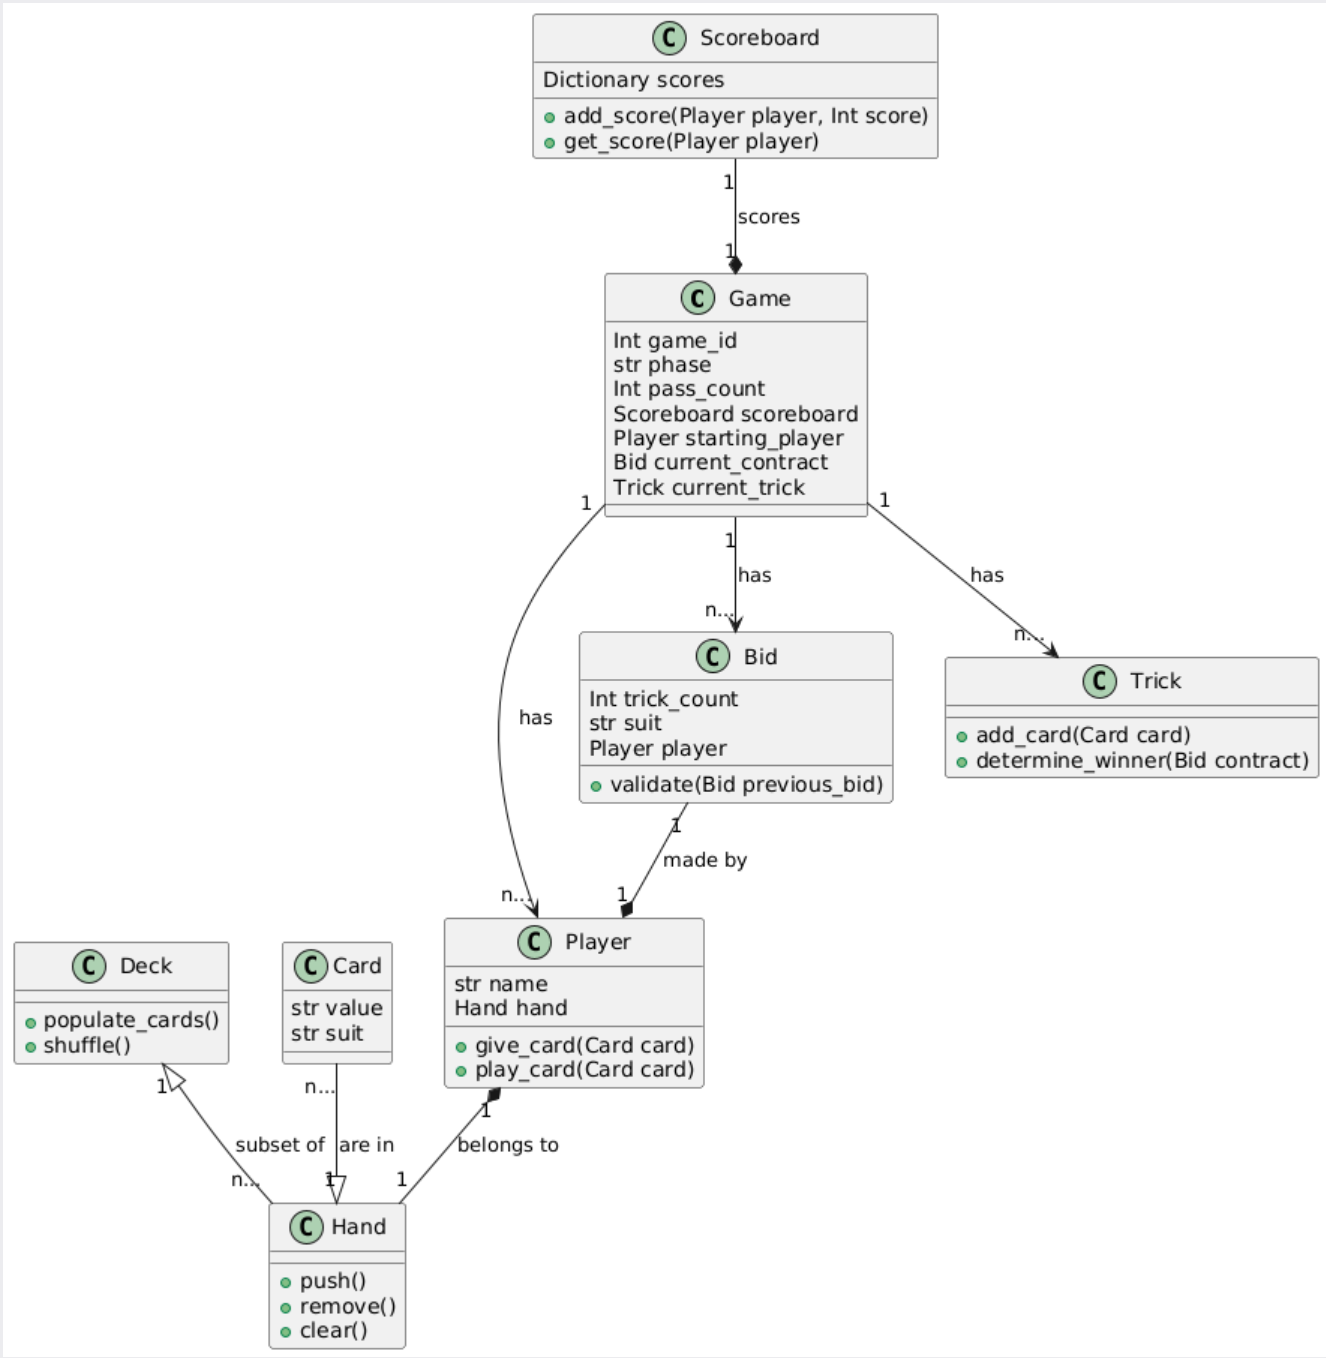 C Scoreboard
Dictionary scores
add_score(Player player, Int score)
get_score(Player player)
1
scores
1
C Game
Int game_id
str phase
Int pass_count
Scoreboard scoreboard
Player starting_player
Bid current_contract
Trick current_trick
1
1
1
has
has
n...
n...
has
C Bid
Int trick_count
str suit
Player player
validate(Bid previous_bid)
C Trick
add_card(Card card)
determine_winner(Bid contract)
1
made by
n...
1
C Deck
populate_cards()
shuffle()
C Card
str value
str suit
C Player
str name
Hand hand
give_card(Card card)
play_card(Card card)
1
n...
1
subset of
are in
belongs to
n...
1
1
C Hand
push()
remove()
clear()